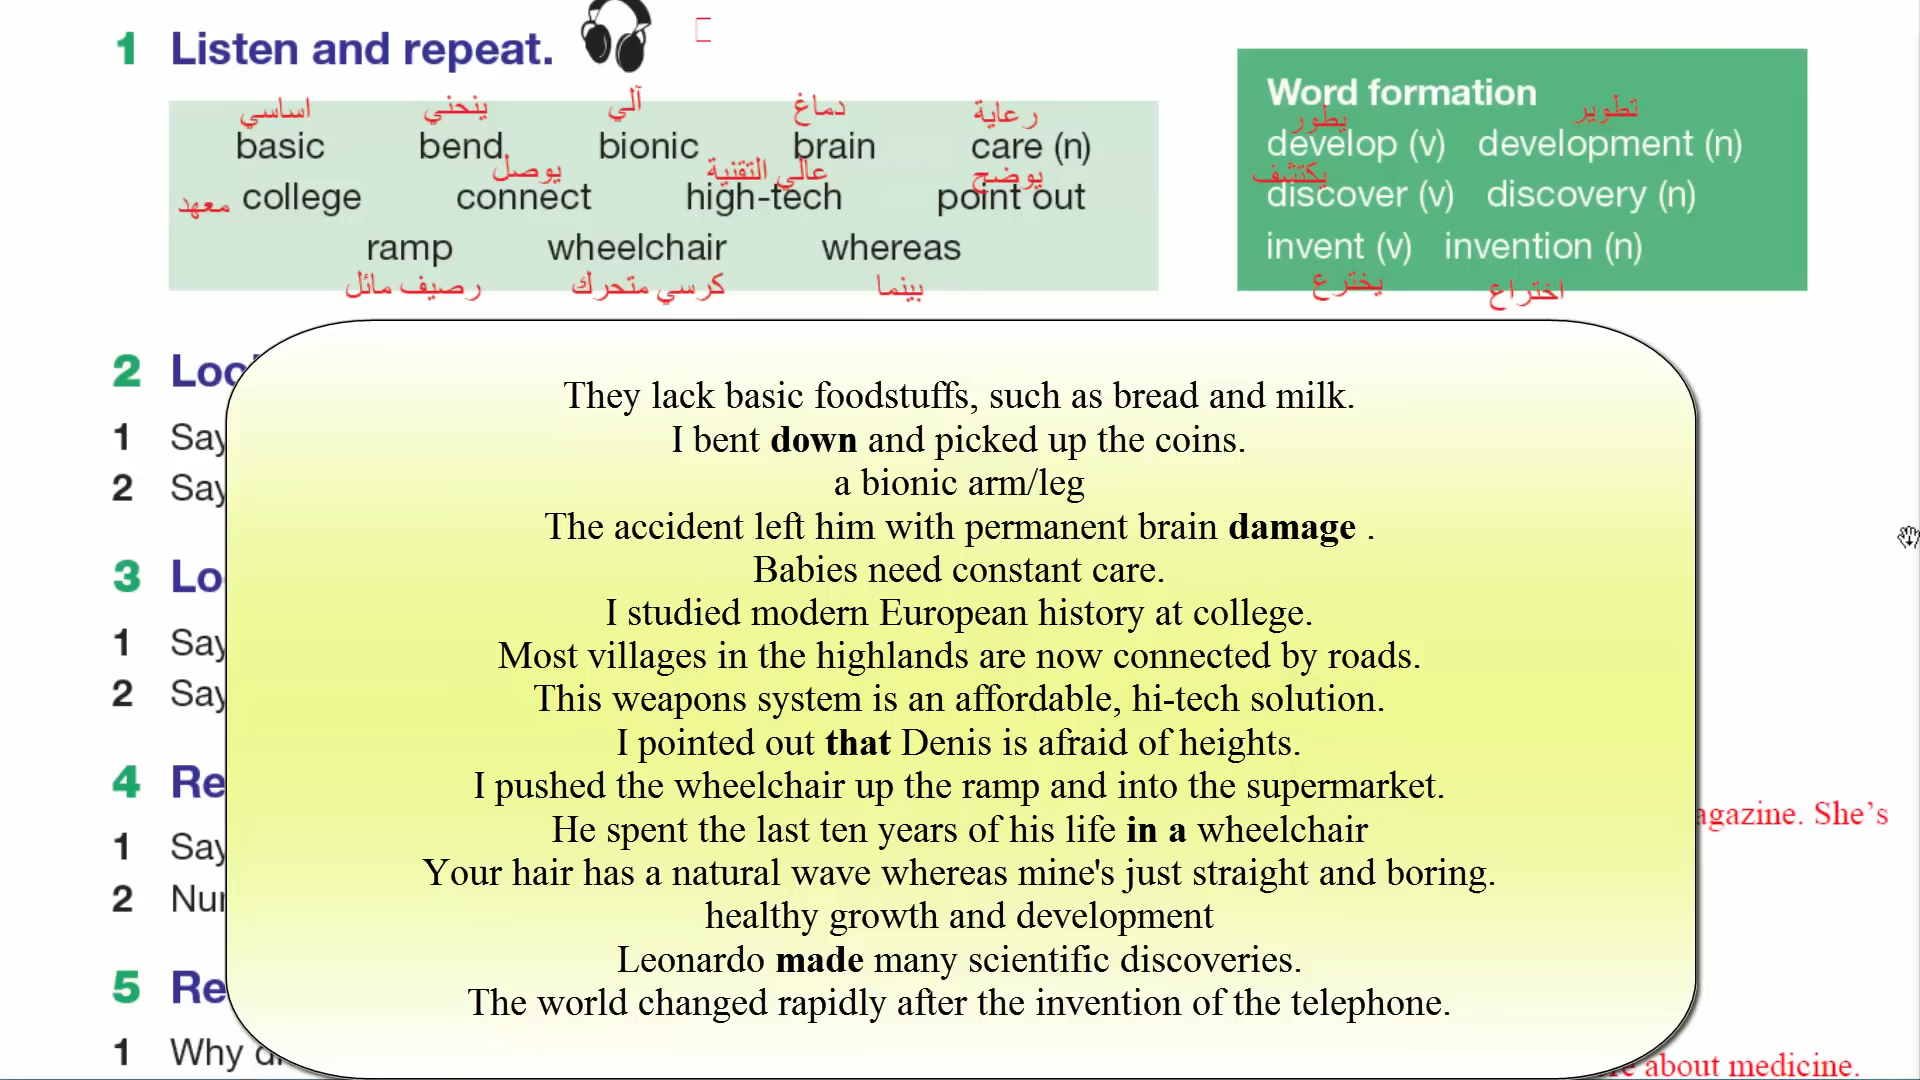 1 Listen and repeat.
اساسي ينحني آلي دماغ رعاية
basic bend bionic brain care (n)
يوصل عالي التقنية يوضح
معهد college connect high-tech point out
ramp wheelchair whereas
رصيف مائل كرسي متحرك بينما
Word formation
يطور تطوير
develop (v) development (n)
يكتشف
discover (v) discovery (n)
invent (v) invention (n)
يخترع اختراع
2
1 Say
2 Say
3
1 Say
2 Say
4
1 Say
2
5
1 Why
They lack basic foodstuffs, such as bread and milk.
I bent down and picked up the coins.
a bionic arm/leg
The accident left him with permanent brain damage .
Babies need constant care.
I studied modern European history at college.
Most villages in the highlands are now connected by roads.
This weapons system is an affordable, hi-tech solution.
I pointed out that Denis is afraid of heights.
I pushed the wheelchair up the ramp and into the supermarket.
He spent the last ten years of his life in a wheelchair
Your hair has a natural wave whereas mine's just straight and boring.
healthy growth and development
Leonardo made many scientific discoveries.
The world changed rapidly after the invention of the telephone.
agazine. She’s
about medicine.